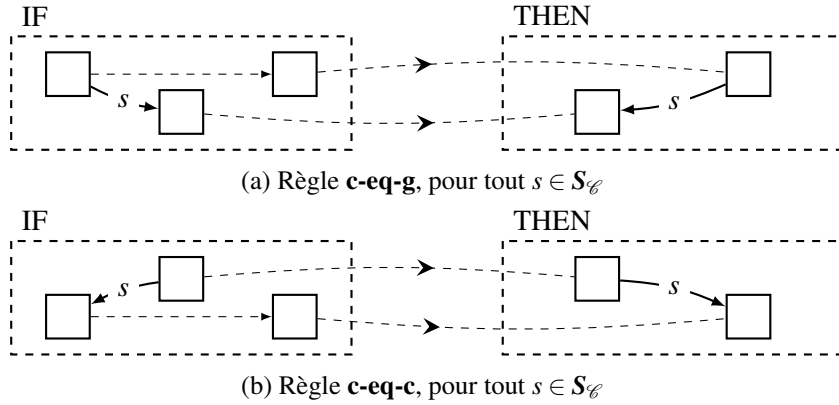 IF THEN
s s
(a) Règle c-eq-g, pour tout s ∈ S𝒞
IF THEN
s s
(b) Règle c-eq-c, pour tout s ∈ S𝒞